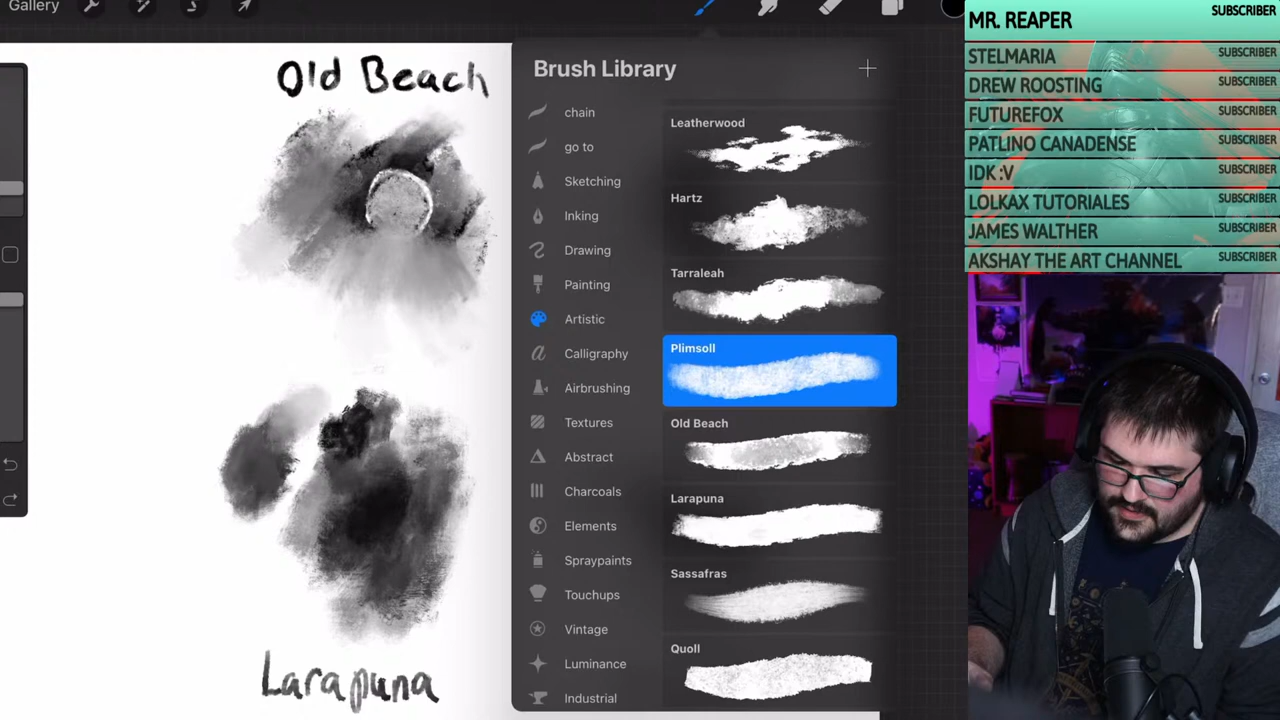 Gallery
Old Beach
Larapuna
Brush Library
chain
go to
Sketching
Inking
Drawing
Painting
Artistic
Calligraphy
Airbrushing
Textures
Abstract
Charcoals
Elements
Spraypaints
Touchups
Vintage
Luminance
Industrial
Leatherwood
Hartz
Tarraleah
Plimsoll
Old Beach
Larapuna
Sassafras
Quoll
MR. REAPER SUBSCRIBER
STELMARIA SUBSCRIBER
DREW ROOSTING SUBSCRIBER
FUTUREFOX SUBSCRIBER
PATLINO CANADENSE SUBSCRIBER
IDK :V SUBSCRIBER
LOLKAX TUTORIALES SUBSCRIBER
JAMES WALTHER SUBSCRIBER
AKSHAY THE ART CHANNEL SUBSCRIBER